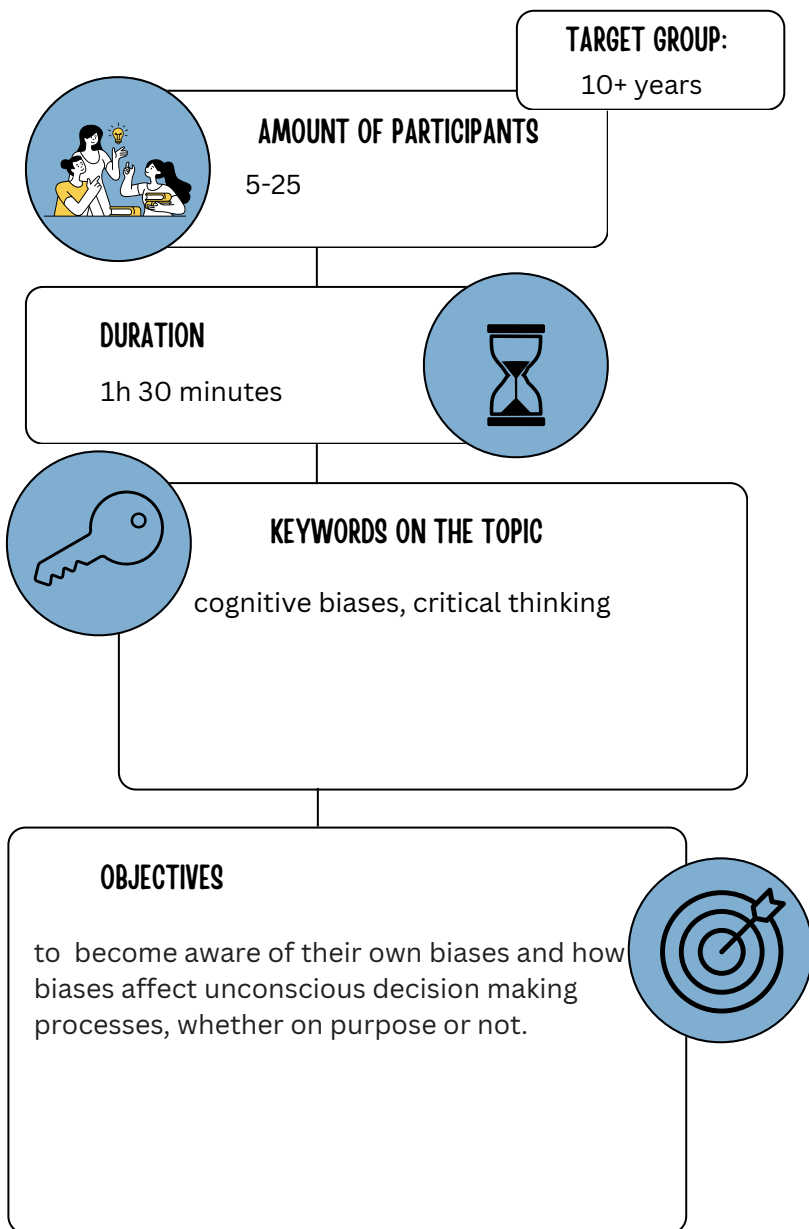 TARGET GROUP:
10+ years
AMOUNT OF PARTICIPANTS
5-25
DURATION
1h 30 minutes
KEYWORDS ON THE TOPIC
cognitive biases, critical thinking
OBJECTIVES
to  become aware of their own biases and how
biases affect unconscious decision making
processes, whether on purpose or not.